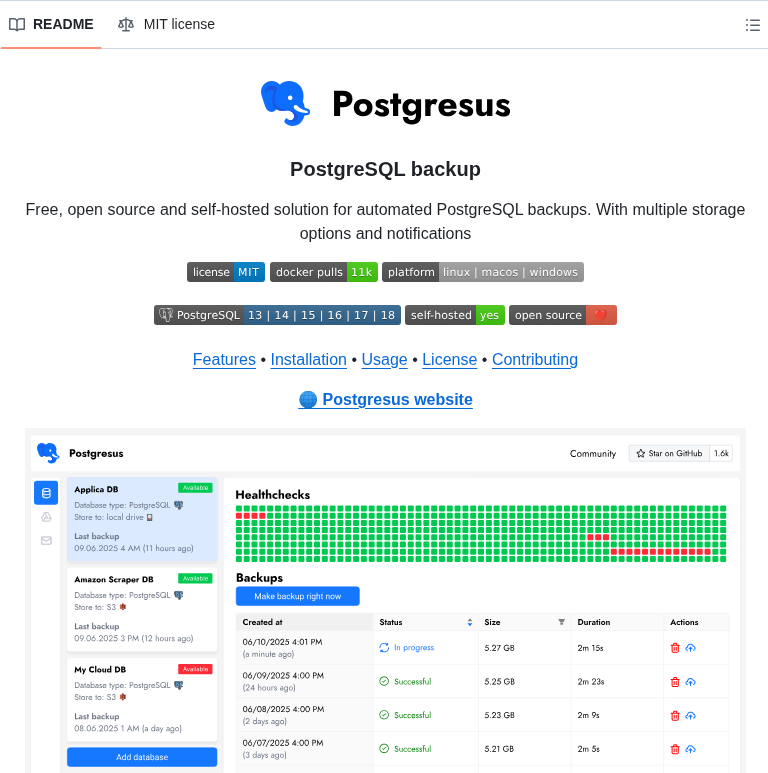 README MIT license
Postgresus
PostgreSQL backup
Free, open source and self-hosted solution for automated PostgreSQL backups. With multiple storage
options and notifications
license MIT docker pulls 11k platform linux | macos | windows
PostgreSQL 13 | 14 | 15 | 16 | 17 | 18 self-hosted yes open source
Features • Installation • Usage • License • Contributing
Postgresus website
Postgresus Community Star on GitHub 1.6k
Applica DB Available
Database type: PostgreSQL
Store to: local drive
Last backup
09.06.2025 4 AM (11 hours ago)
Amazon Scraper DB Available
Database type: PostgreSQL
Store to: S3
Last backup
09.06.2025 3 PM (12 hours ago)
My Cloud DB Available
Database type: PostgreSQL
Store to: S3
Last backup
08.06.2025 1 AM (a day ago)
Add database
Healthchecks
Backups
Make backup right now
Created at Status Size Duration Actions
06/10/2025 4:01 PM In progress 5.27 GB 2m 15s
(a minute ago)
06/09/2025 4:00 PM Successful 5.25 GB 2m 23s
(24 hours ago)
06/08/2025 4:00 PM Successful 5.23 GB 2m 9s
(2 days ago)
06/07/2025 4:00 PM Successful 5.21 GB 2m 5s
(3 days ago)